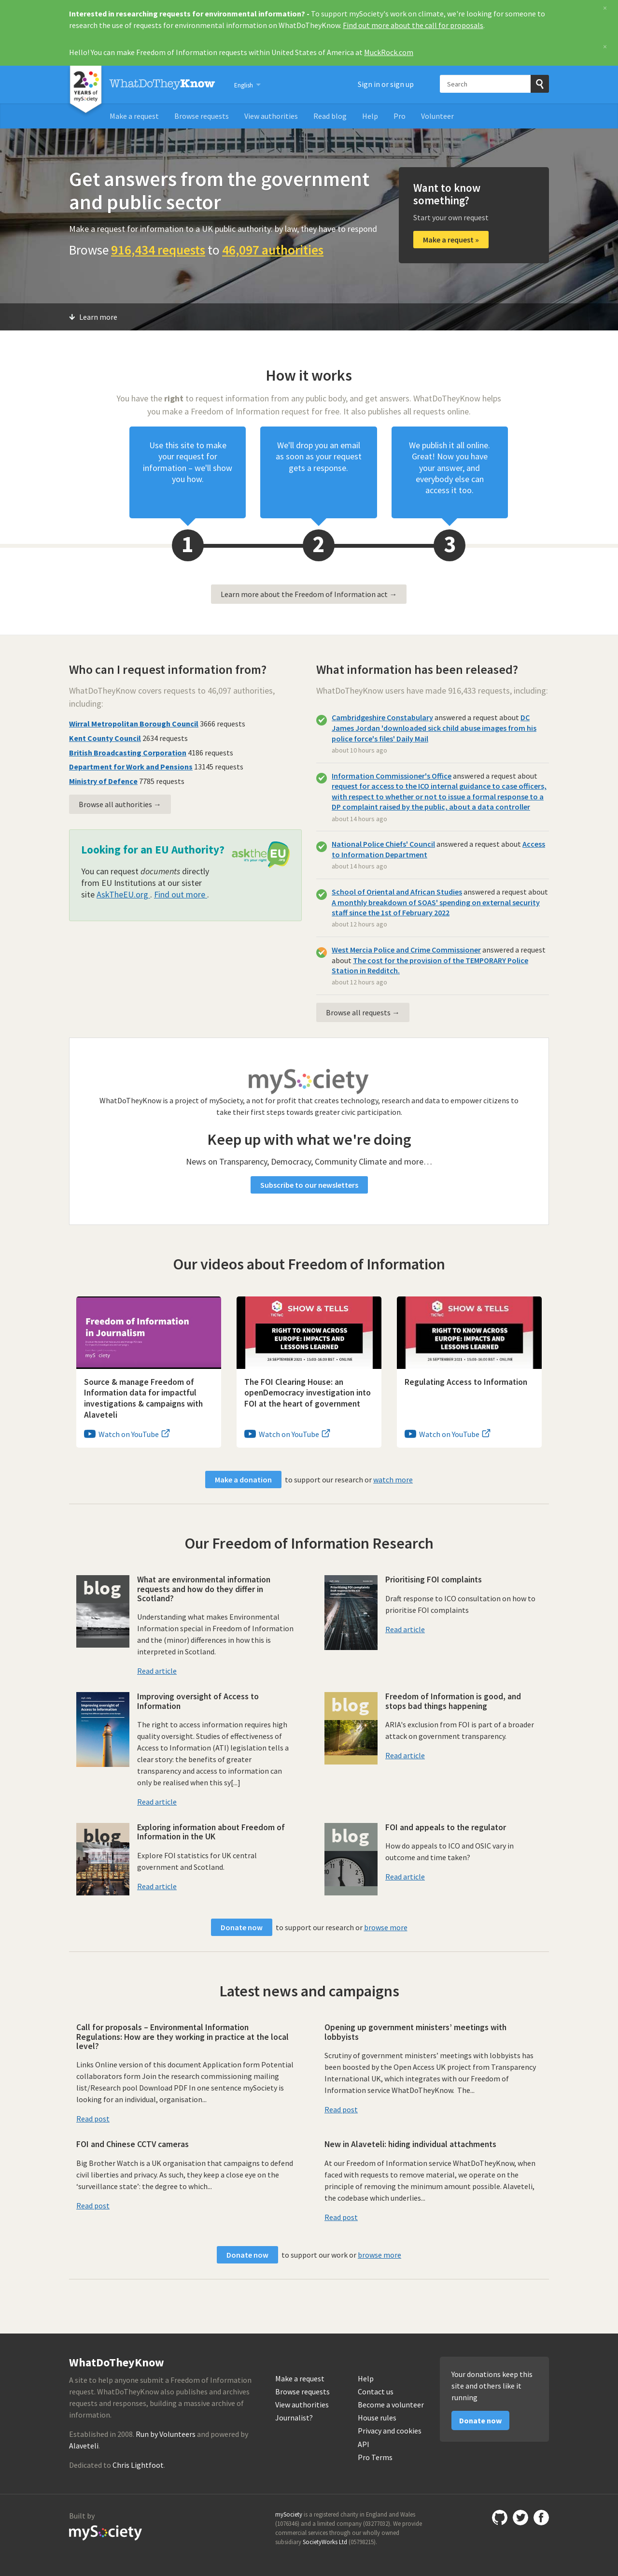 Interested in researching requests for environmental information? - To support mySociety's work on climate, we're looking for someone to
research the use of requests for environmental information on WhatDoTheyKnow. Find out more about the call for proposals.
Hello! You can make Freedom of Information requests within United States of America at MuckRock.com
20 YEARS of mySociety
WhatDoTheyKnow
English
Sign in or sign up
Search
Make a request Browse requests View authorities Read blog Help Pro Volunteer
Get answers from the government
and public sector
Make a request for information to a UK public authority: by law, they have to respond
Browse 916,434 requests to 46,097 authorities
Want to know
something?
Start your own request
Make a request »
Learn more
How it works
You have the right to request information from any public body, and get answers. WhatDoTheyKnow helps
you make a Freedom of Information request for free. It also publishes all requests online.
Use this site to make
your request for
information – we'll show
you how.
We'll drop you an email
as soon as your request
gets a response.
We publish it all online.
Great! Now you have
your answer, and
everybody else can
access it too.
1 2 3
Learn more about the Freedom of Information act →
Who can I request information from?
WhatDoTheyKnow covers requests to 46,097 authorities,
including:
Wirral Metropolitan Borough Council 3666 requests
Kent County Council 2634 requests
British Broadcasting Corporation 4186 requests
Department for Work and Pensions 13145 requests
Ministry of Defence 7785 requests
Browse all authorities →
Looking for an EU Authority?
asktheEU
it's your right
You can request documents directly
from EU Institutions at our sister
site AskTheEU.org . Find out more .
What information has been released?
WhatDoTheyKnow users have made 916,433 requests, including:
Cambridgeshire Constabulary answered a request about DC
James Jordan 'downloaded sick child abuse images from his
police force's files' Daily Mail
about 10 hours ago
Information Commissioner's Office answered a request about
request for access to the ICO internal guidance to case officers,
with respect to whether or not to issue a formal response to a
DP complaint raised by the public, about a data controller
about 14 hours ago
National Police Chiefs' Council answered a request about Access
to Information Department
about 14 hours ago
School of Oriental and African Studies answered a request about
A monthly breakdown of SOAS' spending on external security
staff since the 1st of February 2022
about 12 hours ago
West Mercia Police and Crime Commissioner answered a request
about The cost for the provision of the TEMPORARY Police
Station in Redditch.
about 12 hours ago
Browse all requests →
mySociety
WhatDoTheyKnow is a project of mySociety, a not for profit that creates technology, research and data to empower citizens to
take their first steps towards greater civic participation.
Keep up with what we're doing
News on Transparency, Democracy, Community Climate and more…
Subscribe to our newsletters
Our videos about Freedom of Information
Freedom of Information
in Journalism
mySociety
Source & manage Freedom of
Information data for impactful
investigations & campaigns with
Alaveteli
Watch on YouTube
TICTeC SHOW & TELLS
RIGHT TO KNOW ACROSS
EUROPE: IMPACTS AND
LESSONS LEARNED
The FOI Clearing House: an
openDemocracy investigation into
FOI at the heart of government
Watch on YouTube
TICTeC SHOW & TELLS
RIGHT TO KNOW ACROSS
EUROPE: IMPACTS AND
LESSONS LEARNED
Regulating Access to Information
Watch on YouTube
Make a donation to support our research or watch more
Our Freedom of Information Research
blog
What are environmental information
requests and how do they differ in
Scotland?
Understanding what makes Environmental
Information special in Freedom of Information
and the (minor) differences in how this is
interpreted in Scotland.
Read article
Prioritising FOI complaints
Draft response to ICO consultation on how to
prioritise FOI complaints
Read article
Improving oversight of Access to
Information
The right to access information requires high
quality oversight. Studies of effectiveness of
Access to Information (ATI) legislation tells a
clear story: the benefits of greater
transparency and access to information can
only be realised when this sy[...]
Read article
blog
Freedom of Information is good, and
stops bad things happening
ARIA's exclusion from FOI is part of a broader
attack on government transparency.
Read article
blog
Exploring information about Freedom of
Information in the UK
Explore FOI statistics for UK central
government and Scotland.
Read article
blog
FOI and appeals to the regulator
How do appeals to ICO and OSIC vary in
outcome and time taken?
Read article
Donate now to support our research or browse more
Latest news and campaigns
Call for proposals – Environmental Information
Regulations: How are they working in practice at the local
level?
Links Online version of this document Application form Potential
collaborators form Join the research commissioning mailing
list/Research pool Download PDF In one sentence mySociety is
looking for an individual, organisation...
Read post
Opening up government ministers’ meetings with
lobbyists
Scrutiny of government ministers’ meetings with lobbyists has
been boosted by the Open Access UK project from Transparency
International UK, which integrates with our Freedom of
Information service WhatDoTheyKnow. The...
Read post
FOI and Chinese CCTV cameras
Big Brother Watch is a UK organisation that campaigns to defend
civil liberties and privacy. As such, they keep a close eye on the
‘surveillance state’: the degree to which...
Read post
New in Alaveteli: hiding individual attachments
At our Freedom of Information service WhatDoTheyKnow, when
faced with requests to remove material, we operate on the
principle of removing the minimum amount possible. Alaveteli,
the codebase which underlies...
Read post
Donate now to support our work or browse more
WhatDoTheyKnow
A site to help anyone submit a Freedom of Information
request. WhatDoTheyKnow also publishes and archives
requests and responses, building a massive archive of
information.
Established in 2008. Run by Volunteers and powered by
Alaveteli.
Dedicated to Chris Lightfoot.
Make a request
Browse requests
View authorities
Journalist?
Help
Contact us
Become a volunteer
House rules
Privacy and cookies
API
Pro Terms
Your donations keep this
site and others like it
running
Donate now
Built by
mySociety
mySociety is a registered charity in England and Wales
(1076346) and a limited company (03277032). We provide
commercial services through our wholly owned
subsidiary SocietyWorks Ltd (05798215).